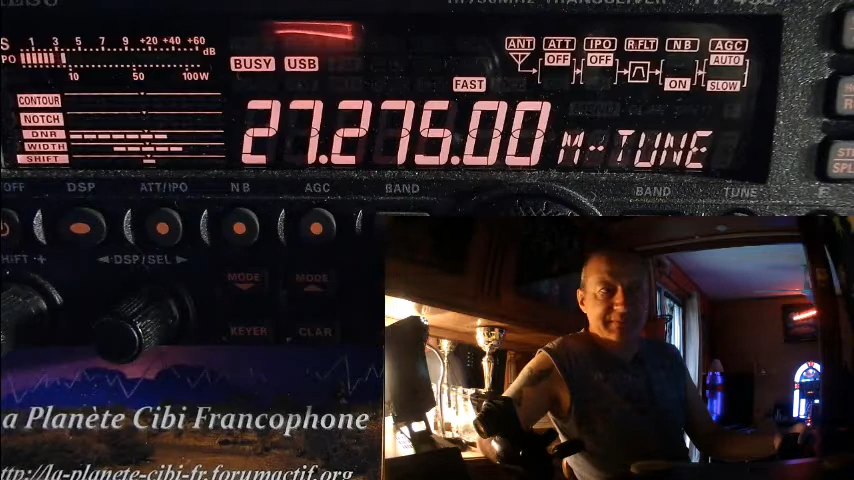 S 1 3 5 7 9 +20 +40 +60 dB
PO 10 50 100W
BUSY USB
FAST
ANT ATT IPO R.FLT NB AGC
OFF OFF AUTO
ON SLOW
CONTOUR
NOTCH
DNR
WIDTH
SHIFT
27.275.00 M-TUNE
OFF DSP ATT/IPO NB AGC BAND BAND TUNE
DSP/SEL
MODE MODE
KEYER CLAR
a Planète Cibi Francophone
ttp://la-planete-cibi-fr.forumactif.org